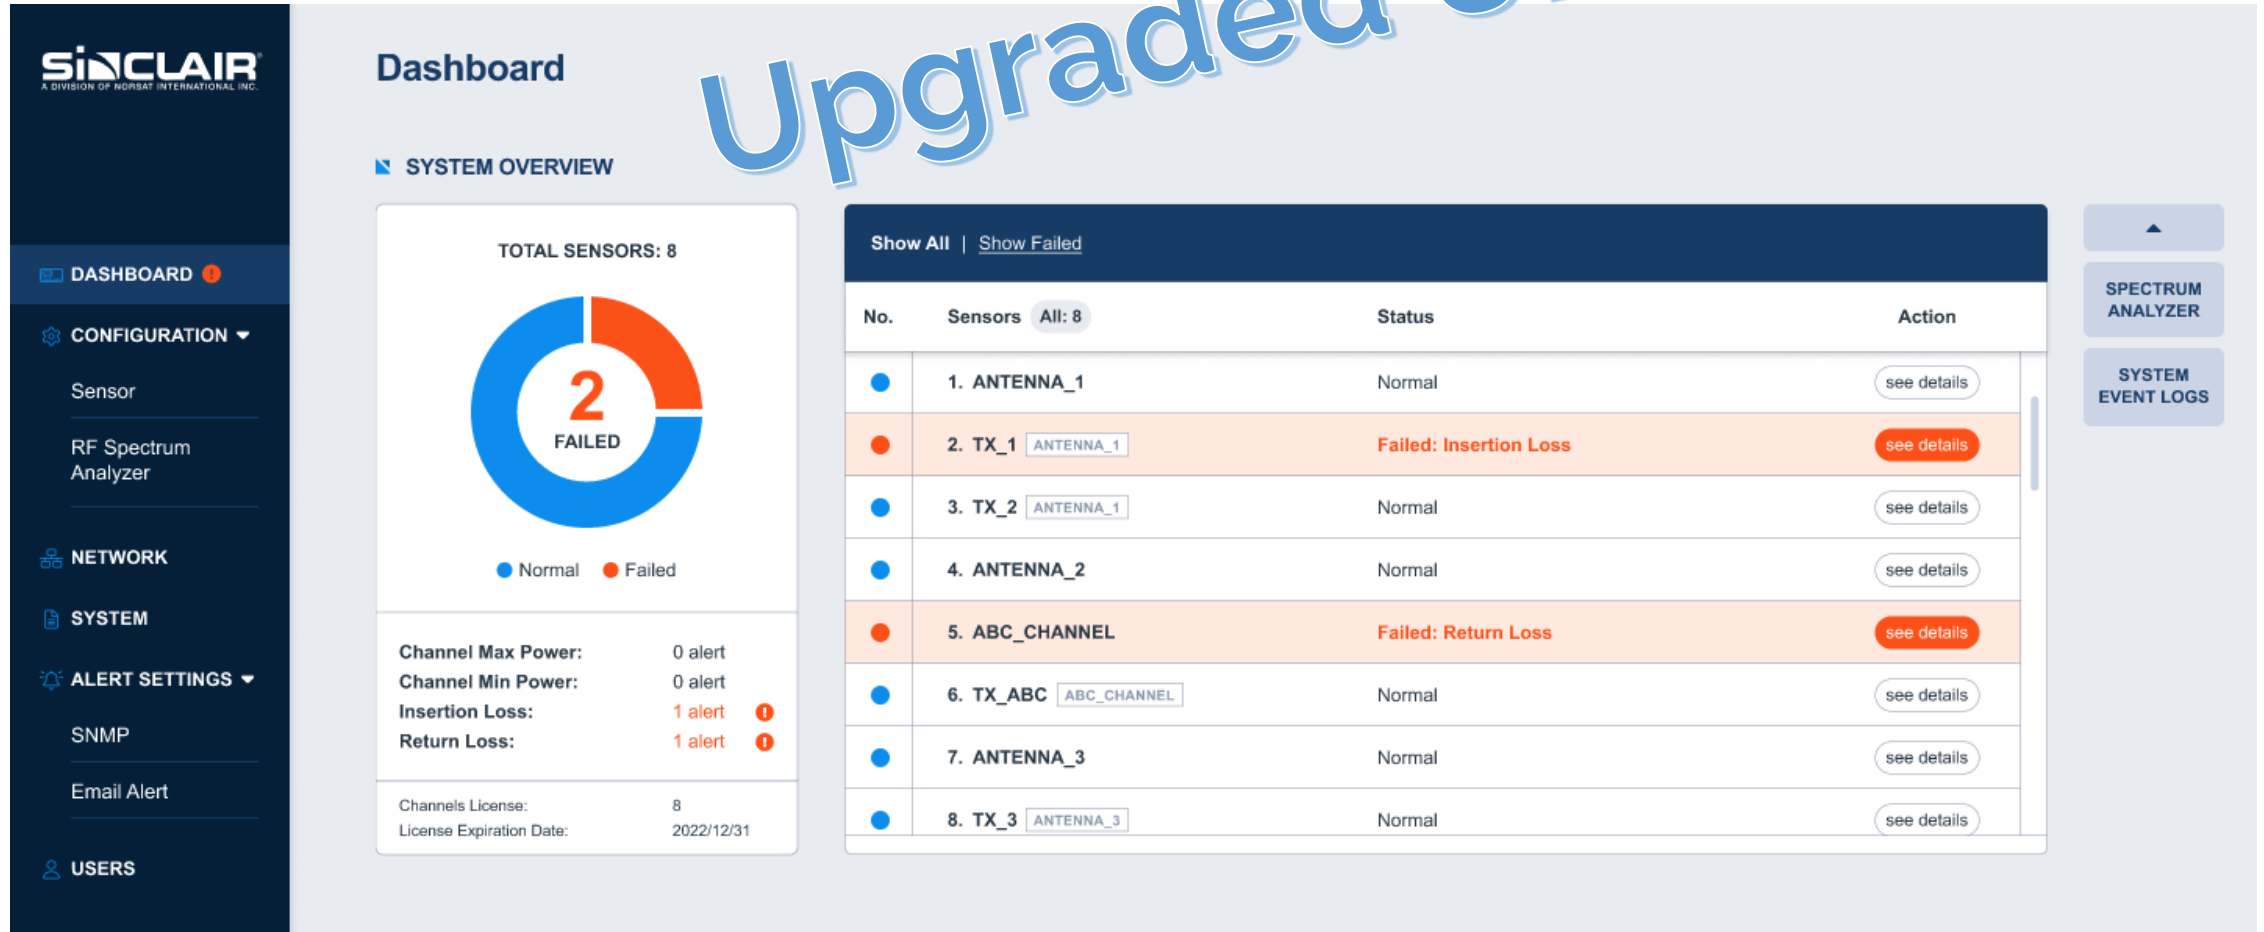 SINCLAIR
A DIVISION OF NORSAT INTERNATIONAL INC.
DASHBOARD
CONFIGURATION
Sensor
RF Spectrum
Analyzer
NETWORK
SYSTEM
ALERT SETTINGS
SNMP
Email Alert
USERS
Dashboard
Upgraded
SYSTEM OVERVIEW
TOTAL SENSORS: 8
2
FAILED
Normal Failed
Channel Max Power: 0 alert
Channel Min Power: 0 alert
Insertion Loss: 1 alert
Return Loss: 1 alert
Channels License: 8
License Expiration Date: 2022/12/31
Show All | Show Failed
No. Sensors All: 8 Status Action
1. ANTENNA_1 Normal see details
2. TX_1 ANTENNA_1 Failed: Insertion Loss see details
3. TX_2 ANTENNA_1 Normal see details
4. ANTENNA_2 Normal see details
5. ABC_CHANNEL Failed: Return Loss see details
6. TX_ABC ABC_CHANNEL Normal see details
7. ANTENNA_3 Normal see details
8. TX_3 ANTENNA_3 Normal see details
SPECTRUM
ANALYZER
SYSTEM
EVENT LOGS